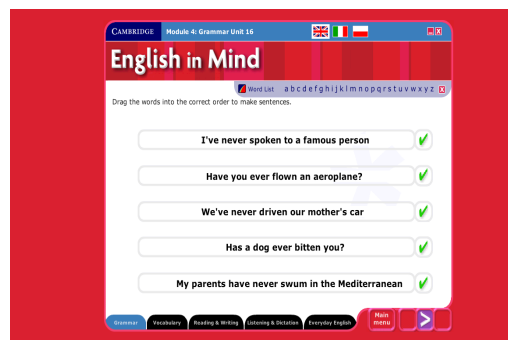 CAMBRIDGE Module 4: Grammar Unit 16
English in Mind
Word List a b c d e f g h i j k l m n o p q r s t u v w x y z
Drag the words into the correct order to make sentences.
I've never spoken to a famous person
Have you ever flown an aeroplane?
We've never driven our mother's car
Has a dog ever bitten you?
My parents have never swum in the Mediterranean
Grammar Vocabulary Reading & Writing Listening & Dictation Everyday English Main menu